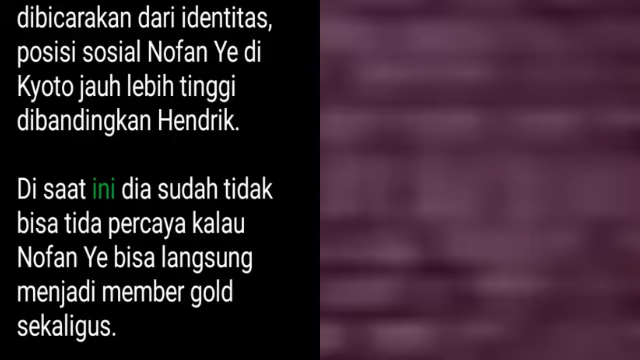 dibicarakan dari identitas,
posisi sosial Nofan Ye di
Kyoto jauh lebih tinggi
dibandingkan Hendrik.
Di saat ini dia sudah tidak
bisa tida percaya kalau
Nofan Ye bisa langsung
menjadi member gold
sekaligus.